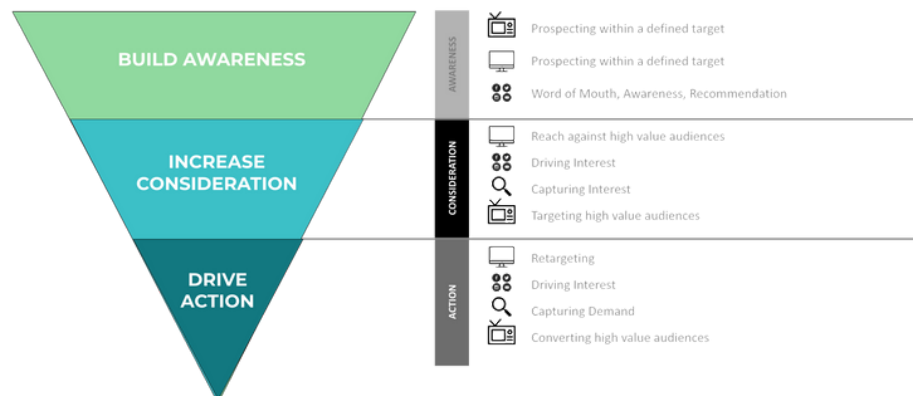 BUILD AWARENESS
INCREASE
CONSIDERATION
DRIVE
ACTION
AWARENESS
Prospecting within a defined target
Prospecting within a defined target
Word of Mouth, Awareness, Recommendation
CONSIDERATION
Reach against high value audiences
Driving Interest
Capturing Interest
Targeting high value audiences
ACTION
Retargeting
Driving Interest
Capturing Demand
Converting high value audiences